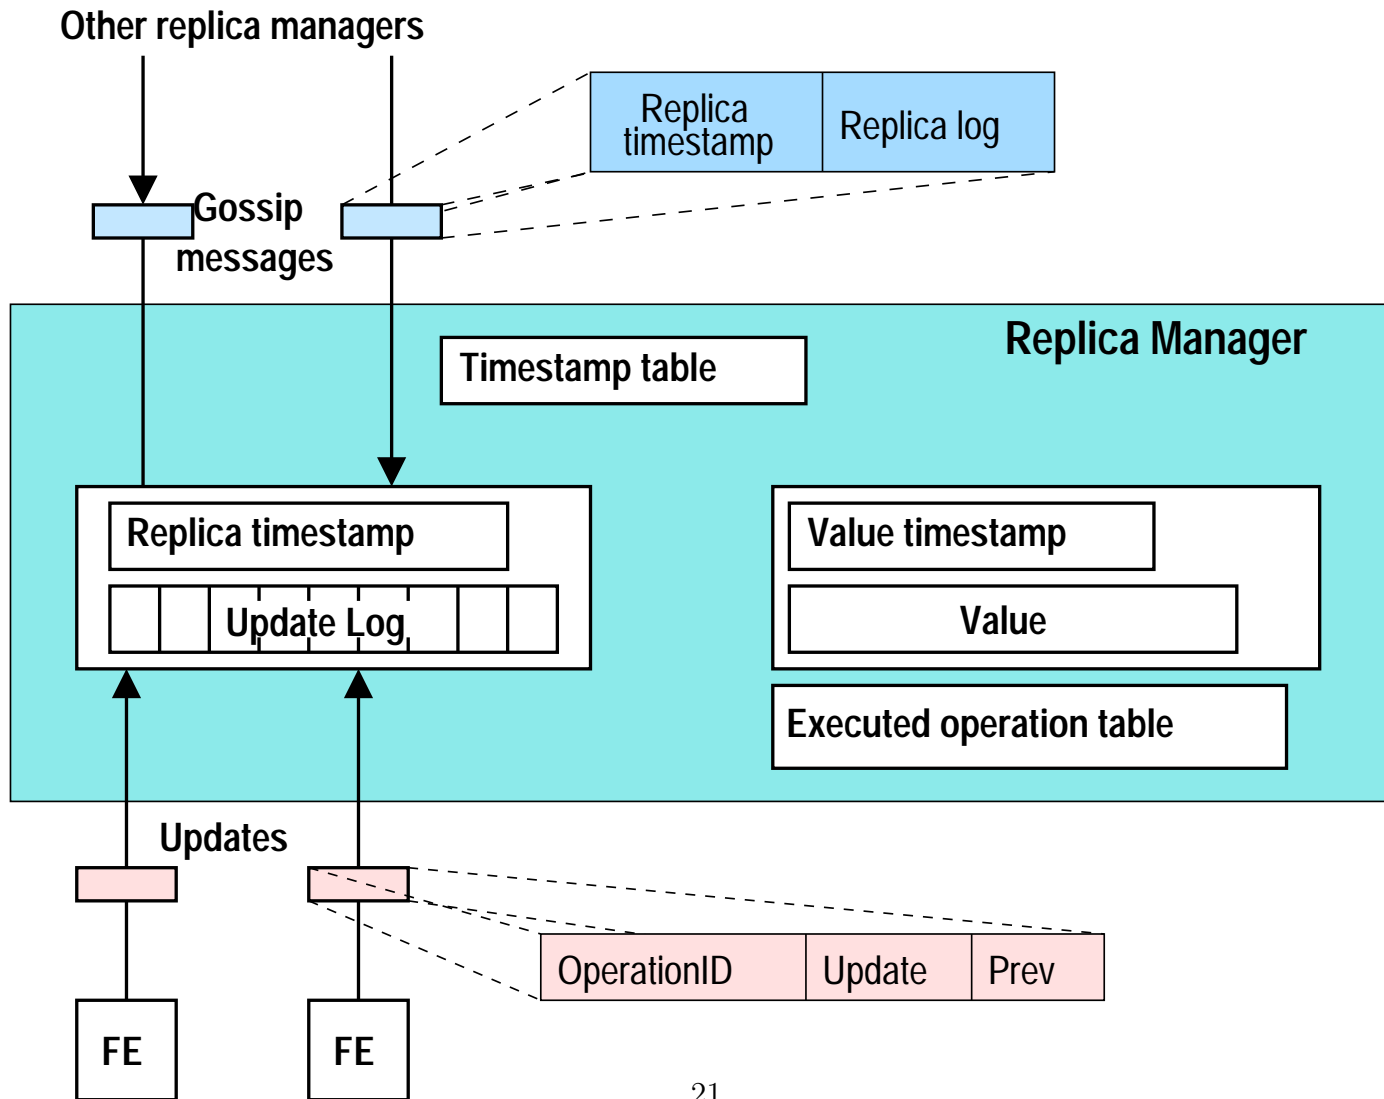 Other replica managers
Replica
timestamp
Replica log
Gossip
messages
Replica Manager
Timestamp table
Replica timestamp
Value timestamp
Update Log
Value
Executed operation table
Updates
OperationID
Update
Prev
FE
FE
21